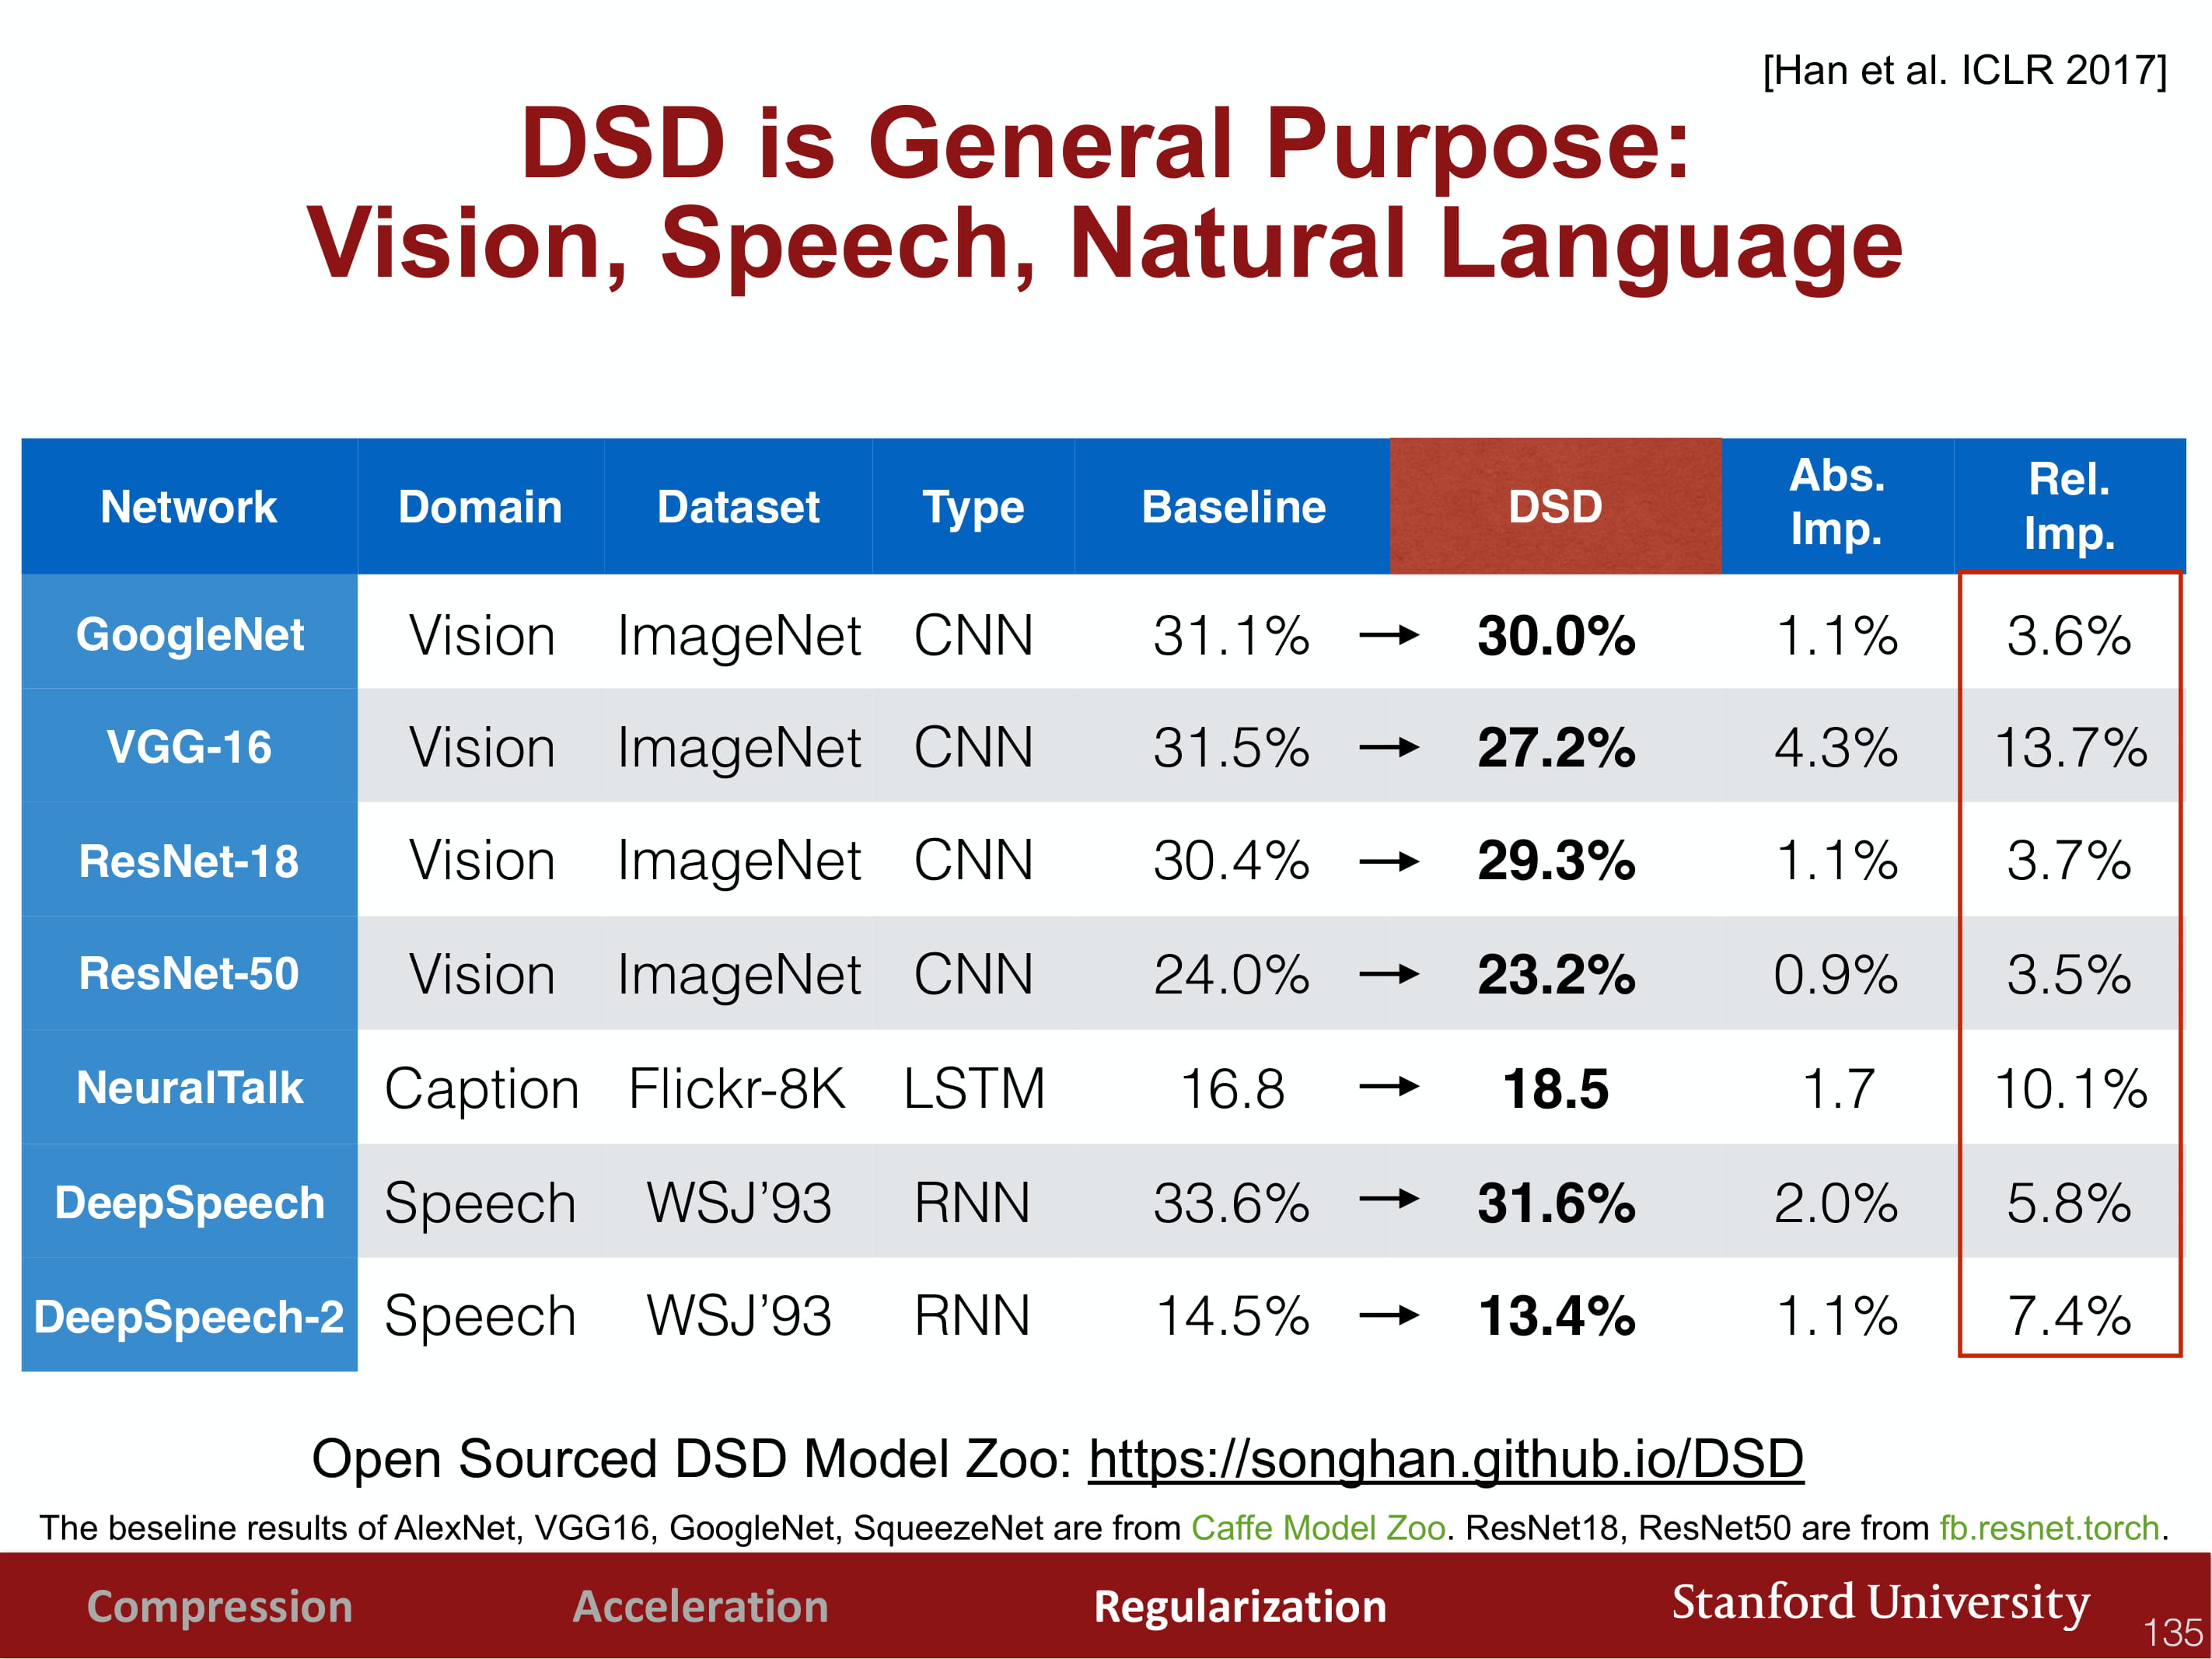 [Han et al. ICLR 2017]
DSD is General Purpose:
Vision, Speech, Natural Language
Network Domain Dataset Type Baseline DSD Abs. Imp. Rel. Imp.
GoogleNet Vision ImageNet CNN 31.1% → 30.0% 1.1% 3.6%
VGG-16 Vision ImageNet CNN 31.5% → 27.2% 4.3% 13.7%
ResNet-18 Vision ImageNet CNN 30.4% → 29.3% 1.1% 3.7%
ResNet-50 Vision ImageNet CNN 24.0% → 23.2% 0.9% 3.5%
NeuralTalk Caption Flickr-8K LSTM 16.8 → 18.5 1.7 10.1%
DeepSpeech Speech WSJ’93 RNN 33.6% → 31.6% 2.0% 5.8%
DeepSpeech-2 Speech WSJ’93 RNN 14.5% → 13.4% 1.1% 7.4%
Open Sourced DSD Model Zoo: https://songhan.github.io/DSD
The beseline results of AlexNet, VGG16, GoogleNet, SqueezeNet are from Caffe Model Zoo. ResNet18, ResNet50 are from fb.resnet.torch.
Compression Acceleration Regularization Stanford University 135